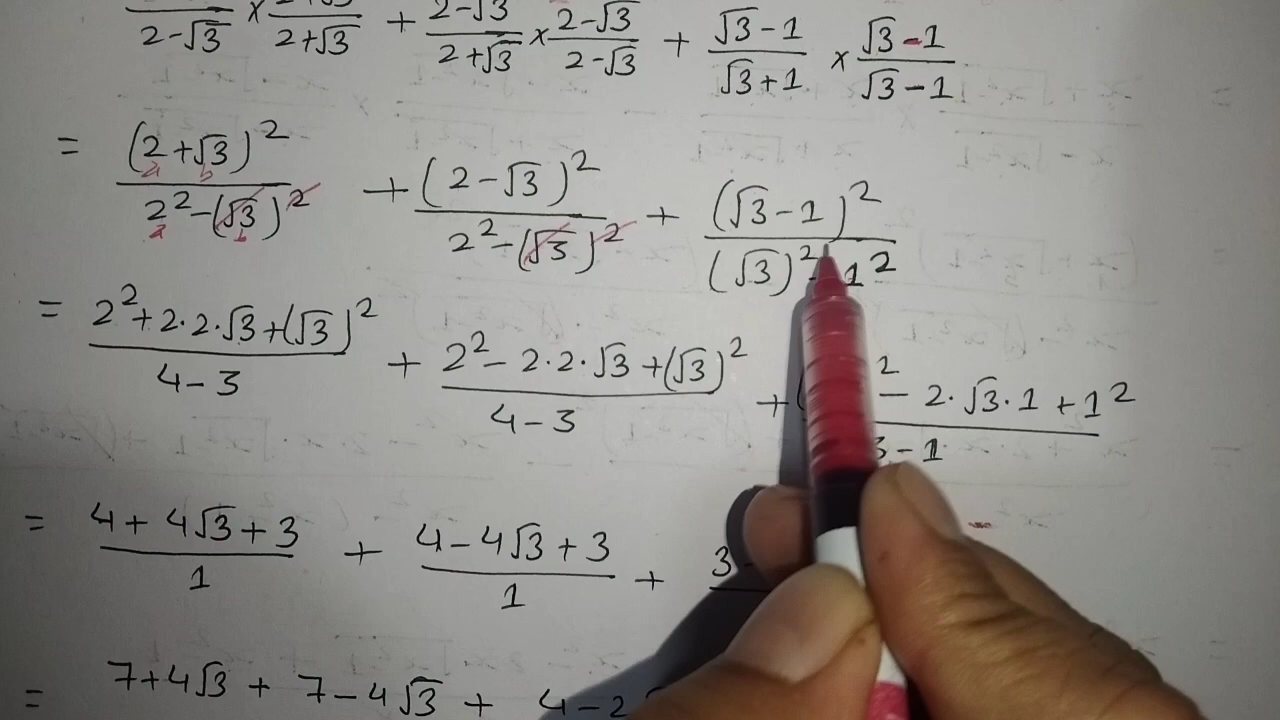 2-√3 × 2+√3 + 2-√3 / 2+√3 × 2-√3 / 2-√3 + √3-1 / √3+1 × √3-1 / √3-1
= (2+√3)² / 2²-(√3)² + (2-√3)² / 2²-(√3)² + (√3-1)² / (√3)²-1²
a b
a b
= 2²+2·2·√3+(√3)² / 4-3 + 2²-2·2·√3+(√3)² / 4-3 + ² - 2·√3·1+1² / 3-1
= 4+4√3+3 / 1 + 4-4√3+3 / 1 + 3-
= 7+4√3 + 7-4√3 + 4-2